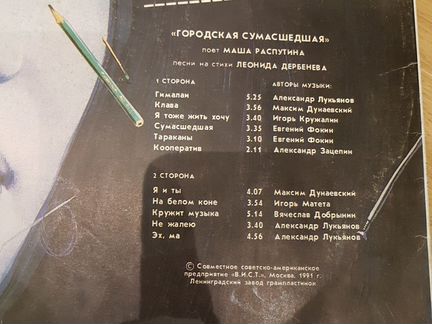 «ГОРОДСКАЯ СУМАСШЕДШАЯ»
поет МАША РАСПУТИНА
песни на стихи ЛЕОНИДА ДЕРБЕНЕВА
1 СТОРОНА АВТОРЫ МУЗЫКИ:
Гималаи 5.25 Александр Лукьянов
Клава 3.56 Максим Дунаевский
Я тоже жить хочу 3.40 Игорь Кружалин
Сумасшедшая 3.35 Евгений Фокин
Тараканы 3.10 Евгений Фокин
Кооператив 2.11 Александр Зацепин
2 СТОРОНА
Я и ты 4.07 Максим Дунаевский
На белом коне 3.54 Игорь Матета
Кружит музыка 5.14 Вячеслав Добрынин
Не жалею 3.40 Александр Лукьянов
Эх, ма 4.56 Александр Лукьянов
© Совместное советско-американское
предприятие «В.И.С.Т.». Москва. 1991 г.
Ленинградский завод грампластинок